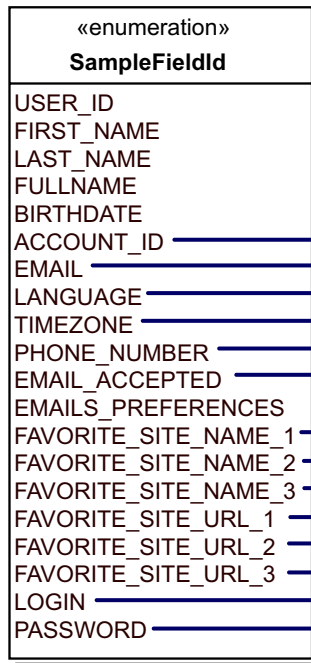 «enumeration»
SampleFieldId
USER_ID
FIRST_NAME
LAST_NAME
FULLNAME
BIRTHDATE
ACCOUNT_ID
EMAIL
LANGUAGE
TIMEZONE
PHONE_NUMBER
EMAIL_ACCEPTED
EMAILS_PREFERENCES
FAVORITE_SITE_NAME_1
FAVORITE_SITE_NAME_2
FAVORITE_SITE_NAME_3
FAVORITE_SITE_URL_1
FAVORITE_SITE_URL_2
FAVORITE_SITE_URL_3
LOGIN
PASSWORD